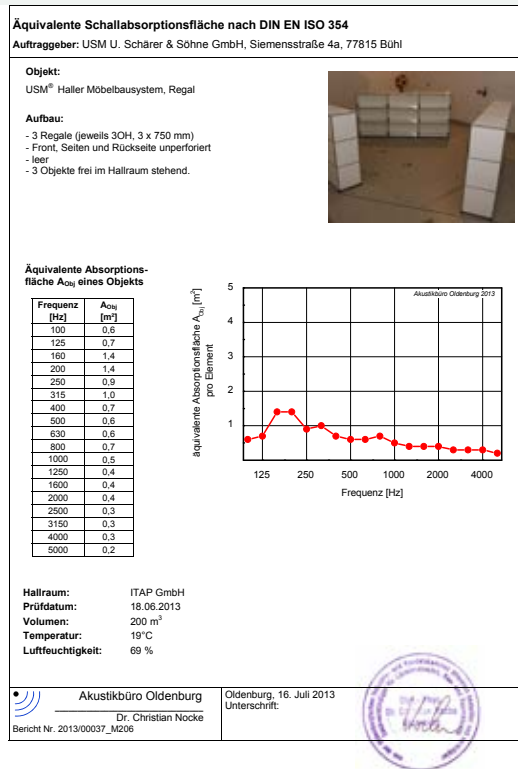 Äquivalente Schallabsorptionsfläche nach DIN EN ISO 354
Auftraggeber: USM U. Schärer & Söhne GmbH, Siemensstraße 4a, 77815 Bühl
Objekt:
USM® Haller Möbelbausystem, Regal
Aufbau:
- 3 Regale (jeweils 3OH, 3 x 750 mm)
- Front, Seiten und Rückseite unperforiert
- leer
- 3 Objekte frei im Hallraum stehend.
Äquivalente Absorptions-
fläche AObj eines Objekts
Frequenz AObj
[Hz] [m²]
100 0,6
125 0,7
160 1,4
200 1,4
250 0,9
315 1,0
400 0,7
500 0,6
630 0,6
800 0,7
1000 0,5
1250 0,4
1600 0,4
2000 0,4
2500 0,3
3150 0,3
4000 0,3
5000 0,2
äquivalente Absorptionsfläche AObj [m²]
pro Element
Akustikbüro Oldenburg 2013
5
4
3
2
1
125 250 500 1000 2000 4000
Frequenz [Hz]
Hallraum: ITAP GmbH
Prüfdatum: 18.06.2013
Volumen: 200 m³
Temperatur: 19°C
Luftfeuchtigkeit: 69 %
Akustikbüro Oldenburg
Dr. Christian Nocke
Bericht Nr. 2013/00037_M206
Oldenburg, 16. Juli 2013
Unterschrift: